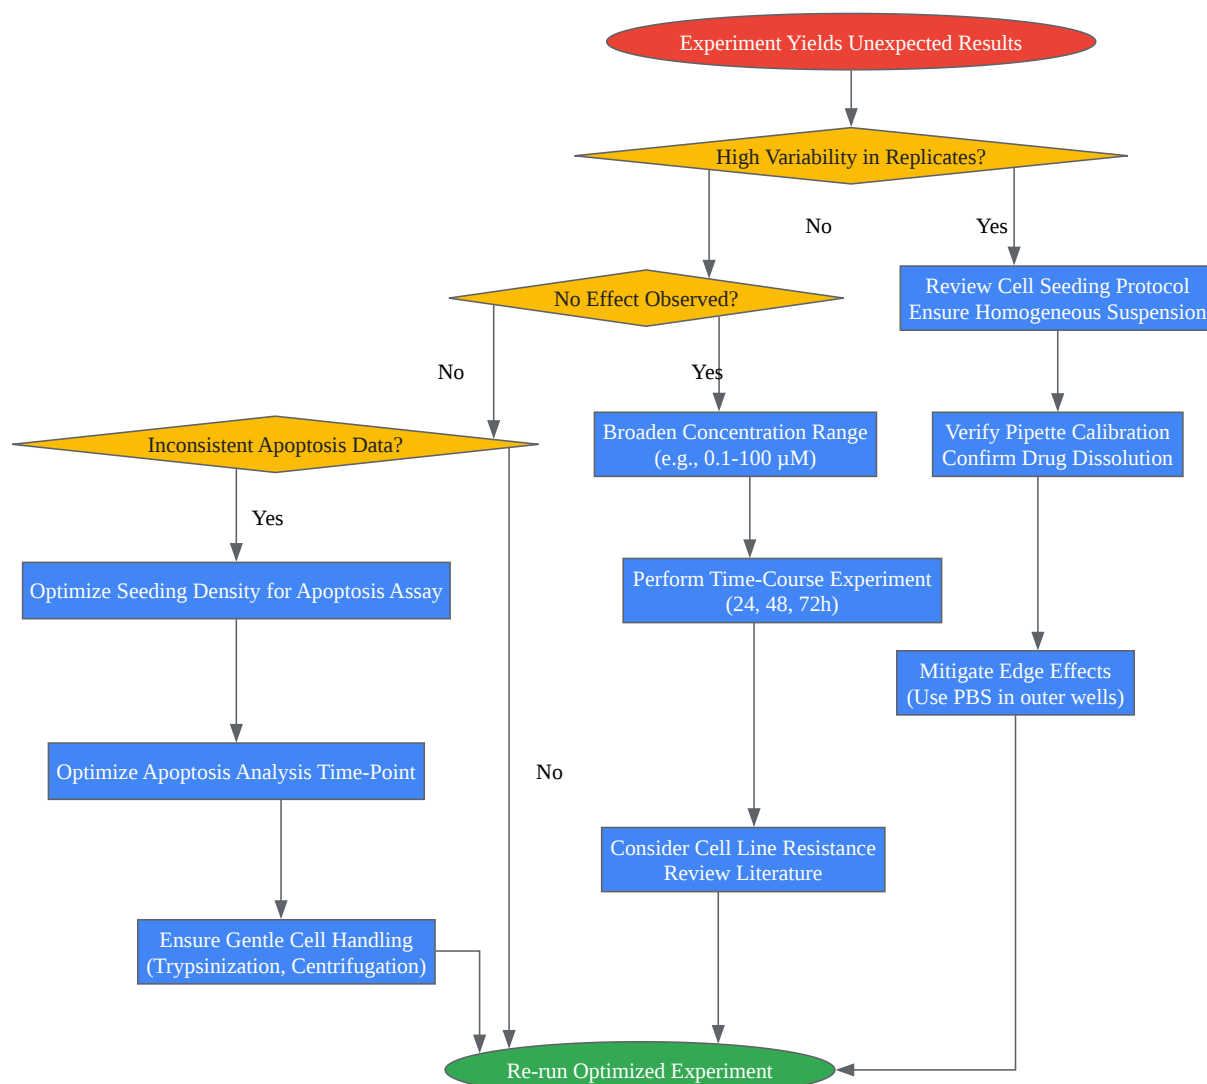 Experiment Yields Unexpected Results
High Variability in Replicates?
No
Yes
No Effect Observed?
Review Cell Seeding Protocol
Ensure Homogeneous Suspension
No
Yes
Inconsistent Apoptosis Data?
Broaden Concentration Range
(e.g., 0.1-100 µM)
Verify Pipette Calibration
Confirm Drug Dissolution
Yes
Optimize Seeding Density for Apoptosis Assay
Perform Time-Course Experiment
(24, 48, 72h)
Mitigate Edge Effects
(Use PBS in outer wells)
Optimize Apoptosis Analysis Time-Point
No
Consider Cell Line Resistance
Review Literature
Ensure Gentle Cell Handling
(Trypsinization, Centrifugation)
Re-run Optimized Experiment